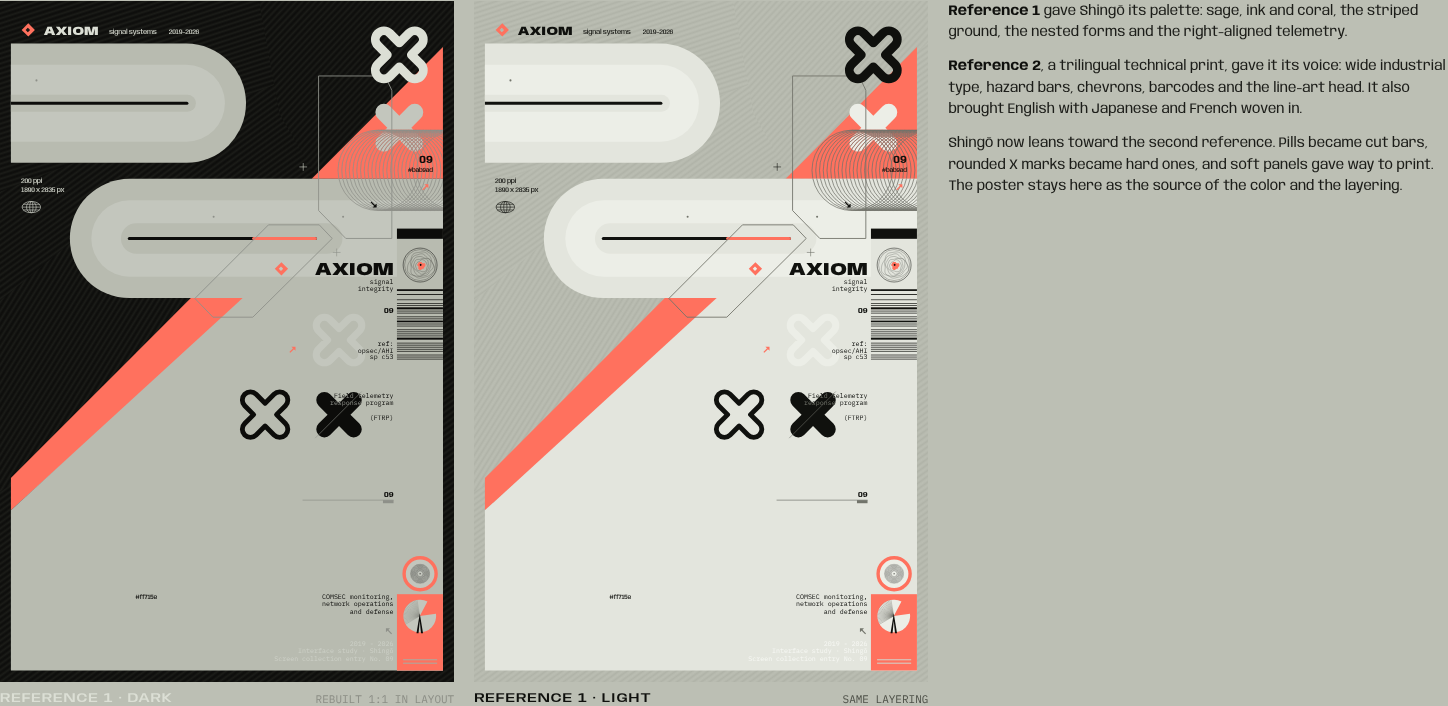 AXIOM signal systems 2019-2026
09
#babsad
200 ppi
1890 x 2835 px
AXIOM
signal
integrity
09
ref:
opsec/AHI
sp c53
Field telemetry
response program
(FTRP)
09
#ff715e
COMSEC monitoring,
network operations
and defense
REFERENCE 1 · DARK
REBUILT 1:1 IN LAYOUT
AXIOM signal systems 2019-2026
09
#babsad
200 ppi
1890 x 2835 px
AXIOM
signal
integrity
09
ref:
opsec/AHI
sp c53
Field telemetry
response program
(FTRP)
09
#ff715e
COMSEC monitoring,
network operations
and defense
REFERENCE 1 · LIGHT
SAME LAYERING
Reference 1 gave Shingō its palette: sage, ink and coral, the striped
ground, the nested forms and the right-aligned telemetry.
Reference 2, a trilingual technical print, gave it its voice: wide industrial
type, hazard bars, chevrons, barcodes and the line-art head. It also
brought English with Japanese and French woven in.
Shingō now leans toward the second reference. Pills became cut bars,
rounded X marks became hard ones, and soft panels gave way to print.
The poster stays here as the source of the color and the layering.